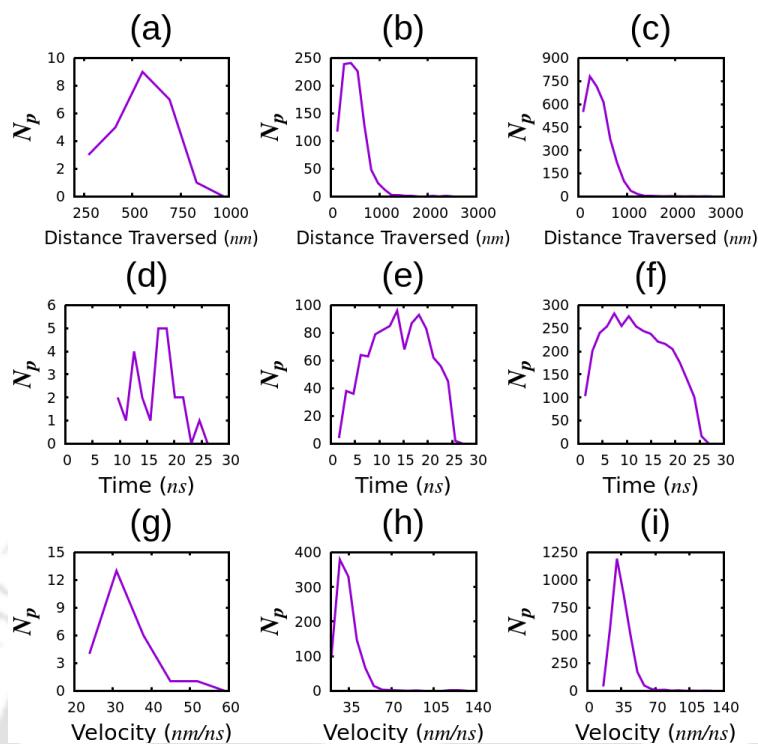 (a) (b) (c)
10 8 6 4 2 0
N_p
250 500 750 1000
Distance Traversed (nm)
250 200 150 100 50 0
N_p
0 1000 2000 3000
Distance Traversed (nm)
900 750 600 450 300 150 0
N_p
0 1000 2000 3000
Distance Traversed (nm)
(d) (e) (f)
6 5 4 3 2 1 0
N_p
0 5 10 15 20 25 30
Time (ns)
100 80 60 40 20 0
N_p
0 5 10 15 20 25 30
Time (ns)
300 250 200 150 100 50 0
N_p
0 5 10 15 20 25 30
Time (ns)
(g) (h) (i)
15 12 9 6 3 0
N_p
20 30 40 50 60
Velocity (nm/ns)
400 300 200 100 0
N_p
35 70 105 140
Velocity (nm/ns)
1250 1000 750 500 250 0
N_p
0 35 70 105 140
Velocity (nm/ns)